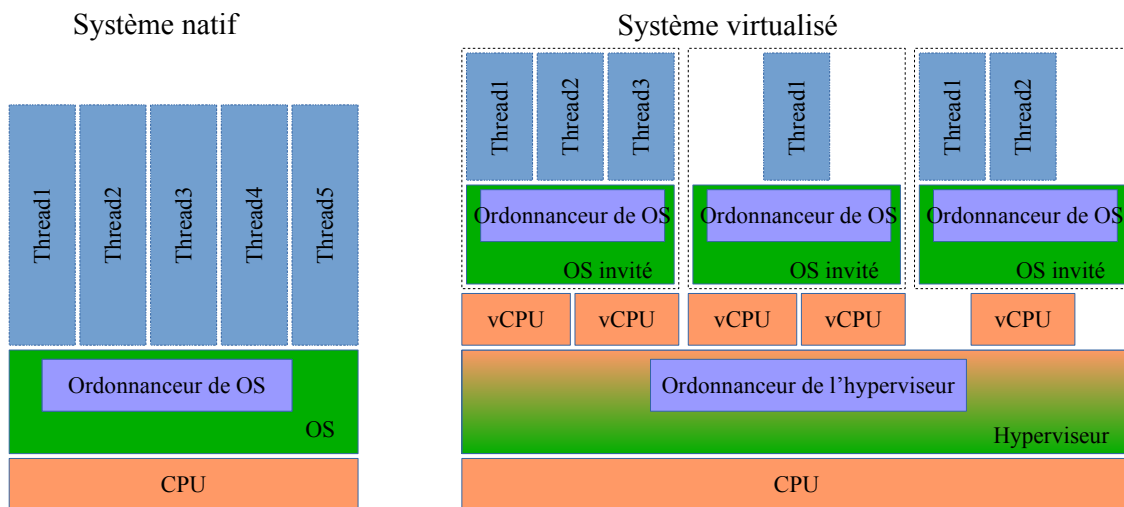 Système natif
Système virtualisé
Thread1
Thread2
Thread3
Thread4
Thread5
Ordonnanceur de OS
OS
CPU
Thread1
Thread2
Thread3
Thread1
Thread1
Thread2
Ordonnanceur de OS
Ordonnanceur de OS
Ordonnanceur de OS
OS invité
OS invité
OS invité
vCPU
vCPU
vCPU
vCPU
vCPU
Ordonnanceur de l’hyperviseur
Hyperviseur
CPU